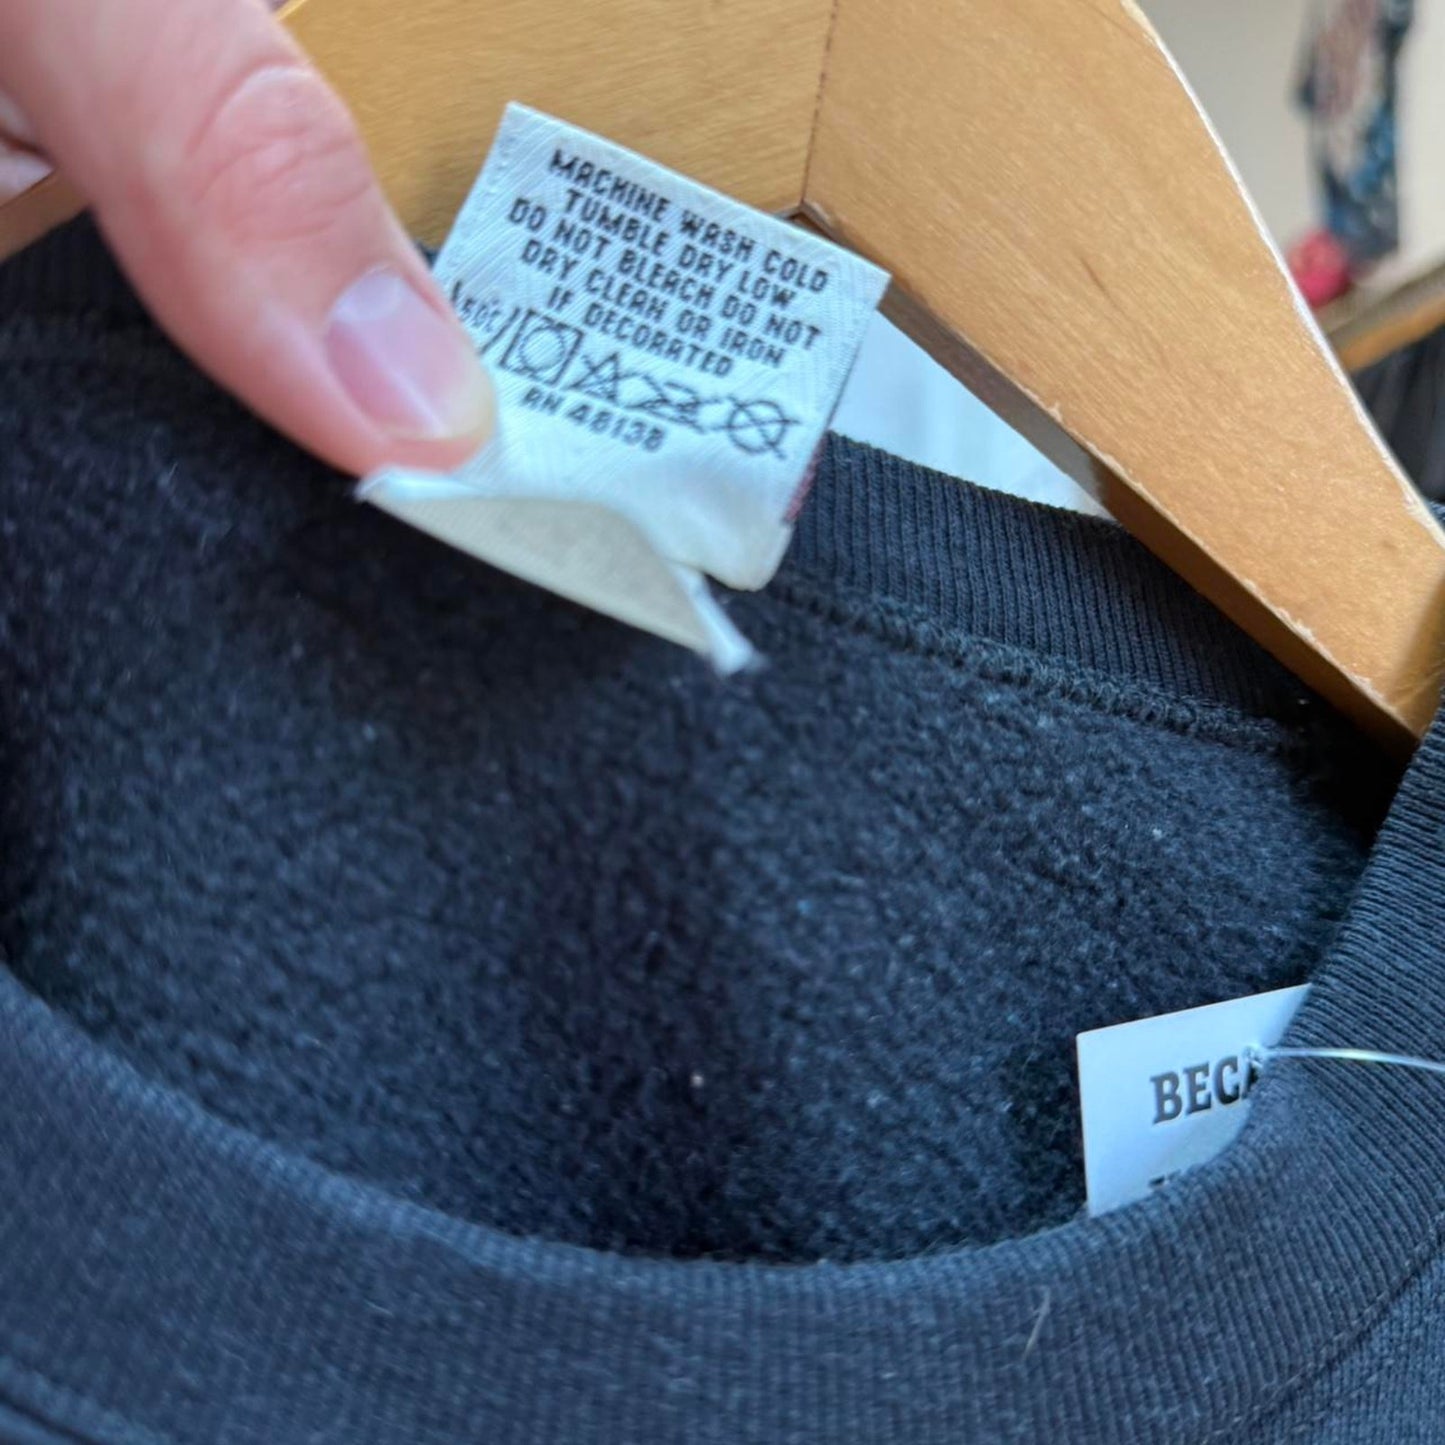 MACHINE WASH COLD
TUMBLE DRY LOW
DO NOT BLEACH DO NOT
DRY CLEAN OR IRON
IF DECORATED
RN 48138
BECA